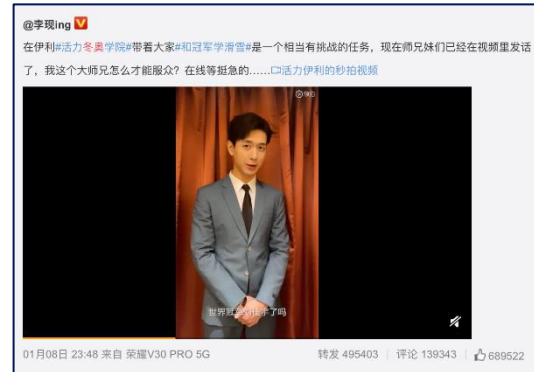 @李现ing
在伊利#活力冬奥学院#带着大家#和冠军学滑雪#是一个相当有挑战的任务，现在师兄妹们已经在视频里发话
了，我这个大师兄怎么才能服众？在线等挺急的……活力伊利的秒拍视频
01月08日 23:48 来自 荣耀V30 PRO 5G
转发 495403 评论 139343 689522